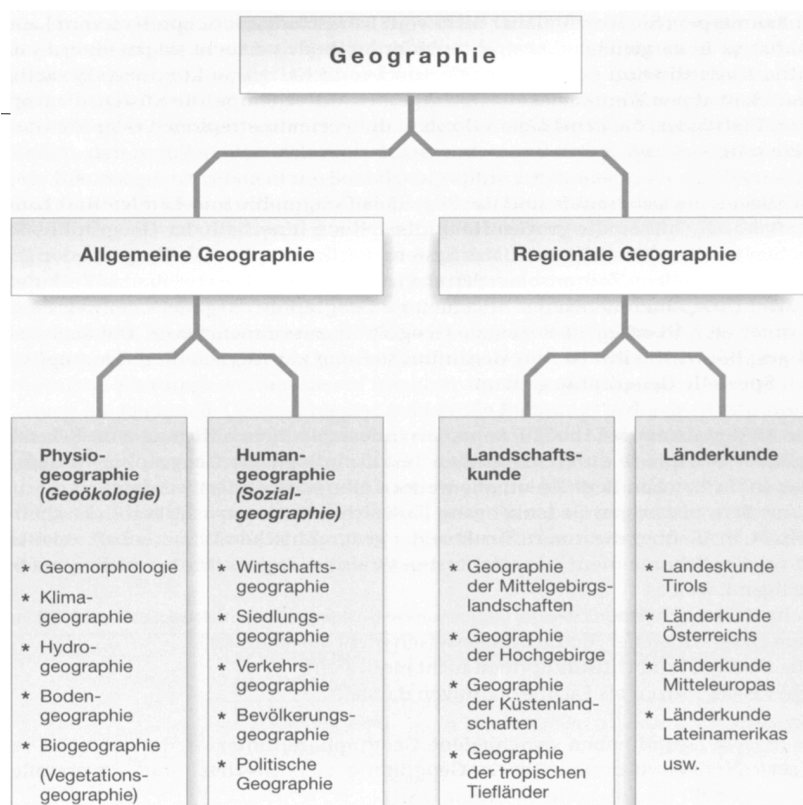 Geographie
Allgemeine Geographie
Regionale Geographie
Physio-
geographie
(Geoökologie)
* Geomorphologie
* Klima-
geographie
* Hydro-
geographie
* Boden-
geographie
* Biogeographie
(Vegetations-
geographie)
Human-
geographie
(Sozial-
geographie)
* Wirtschafts-
geographie
* Siedlungs-
geographie
* Verkehrs-
geographie
* Bevölkerungs-
geographie
* Politische
Geographie
Landschafts-
kunde
* Geographie
der Mittelgebirgs-
landschaften
* Geographie
der Hochgebirge
* Geographie
der Küstenland-
schaften
* Geographie
der tropischen
Tiefländer
Länderkunde
* Landeskunde
Tirols
* Länderkunde
Österreichs
* Länderkunde
Mitteleuropas
* Länderkunde
Lateinamerikas
usw.